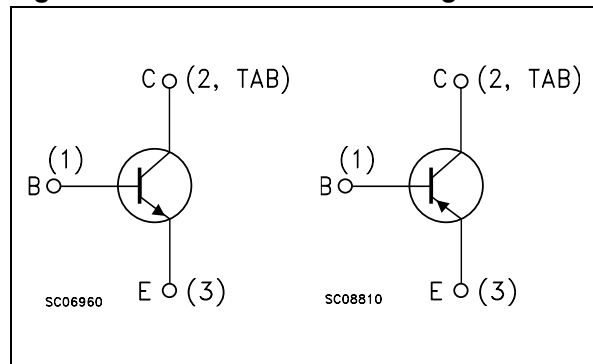 C (2, TAB) C (2, TAB)
(1) (1)
B B
SC06960 E (3) SC08810 E (3)